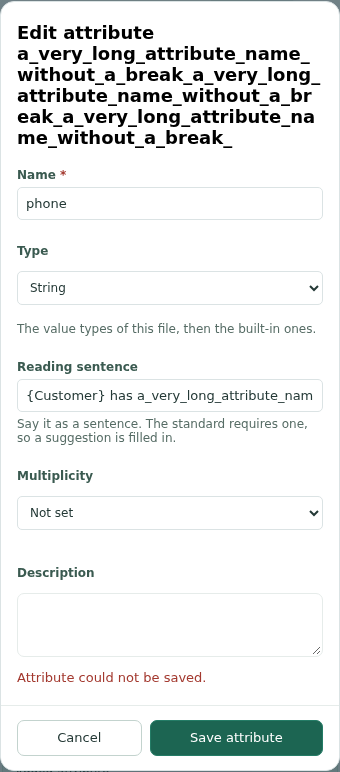 Edit attribute
a_very_long_attribute_name_
without_a_break_a_very_long_
attribute_name_without_a_br
eak_a_very_long_attribute_na
me_without_a_break_
Name *
phone
Type
String
The value types of this file, then the built-in ones.
Reading sentence
{Customer} has a_very_long_attribute_nam
Say it as a sentence. The standard requires one,
so a suggestion is filled in.
Multiplicity
Not set
Description
Attribute could not be saved.
Cancel
Save attribute